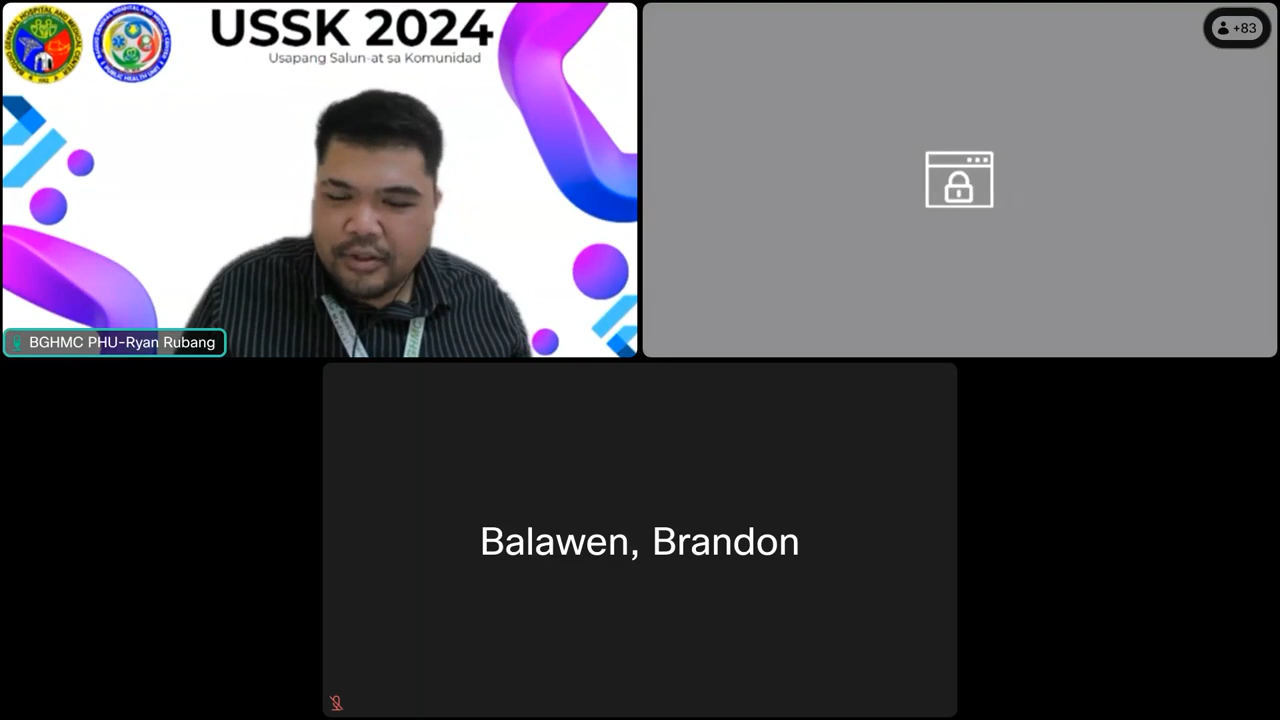 USSK 2024
Usapang Salun-at sa Komunidad
+83
BGHMC PHU-Ryan Rubang
Balawen, Brandon